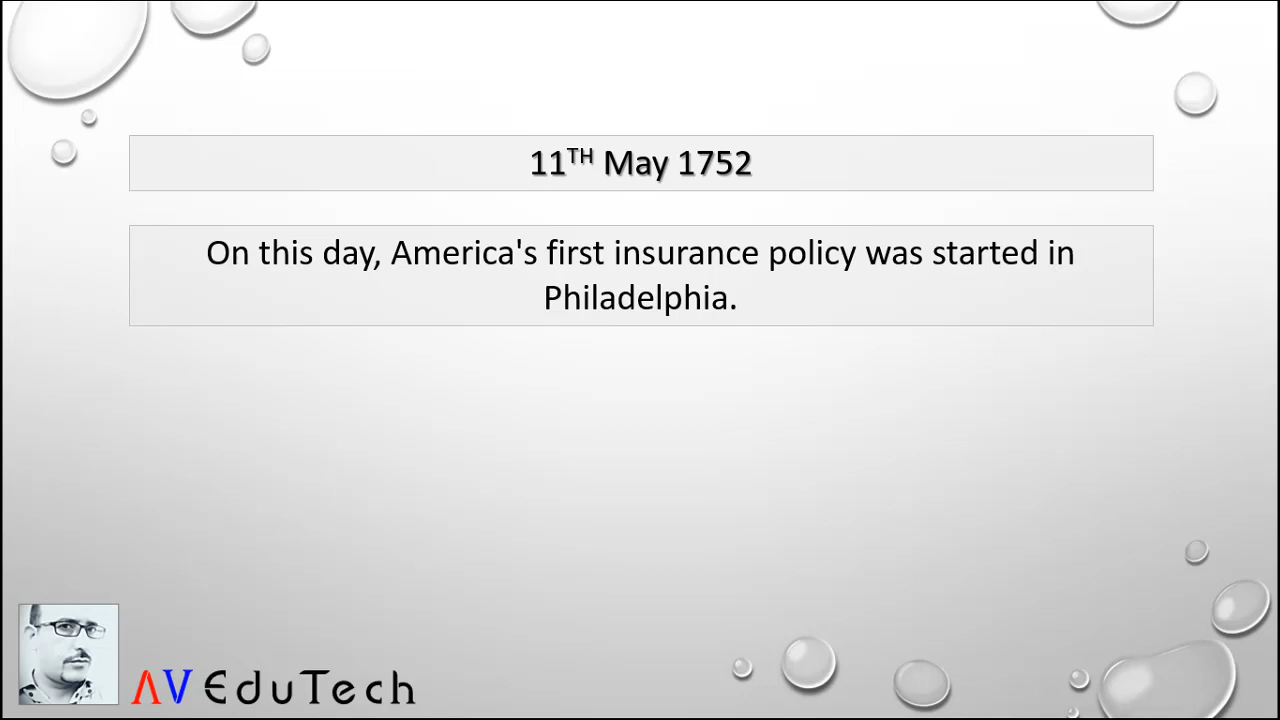 11TH May 1752
On this day, America's first insurance policy was started in
Philadelphia.
AV EduTech